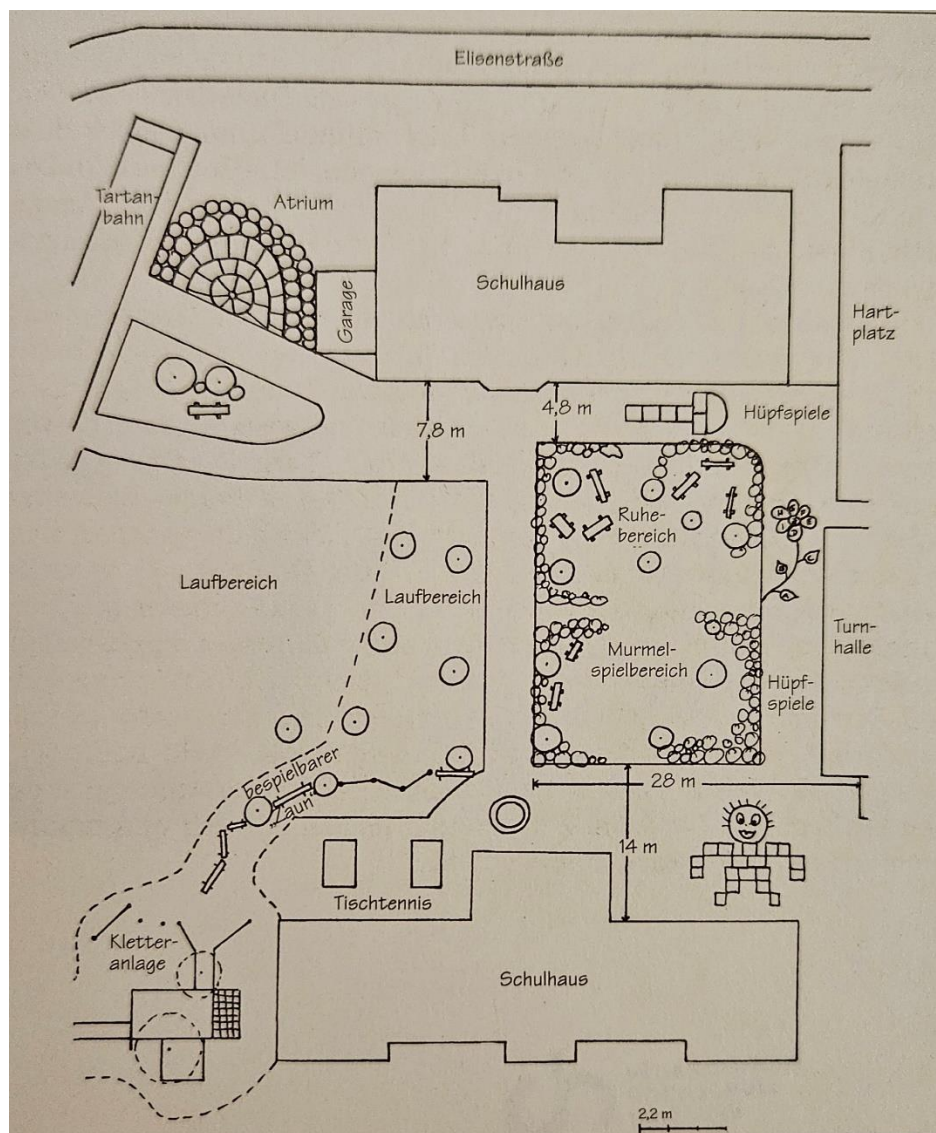 Elisenstraße
Tartan-
bahn
Atrium
Garage
Schulhaus
Hart-
platz
7,8 m
4,8 m
Hüpfspiele
Ruhe-
bereich
Laufbereich
Laufbereich
Murmel-
spielbereich
Turn-
halle
Hüpf-
spiele
bespielbarer
„Zaun"
28 m
14 m
Tischtennis
Kletter-
anlage
Schulhaus
2,2 m